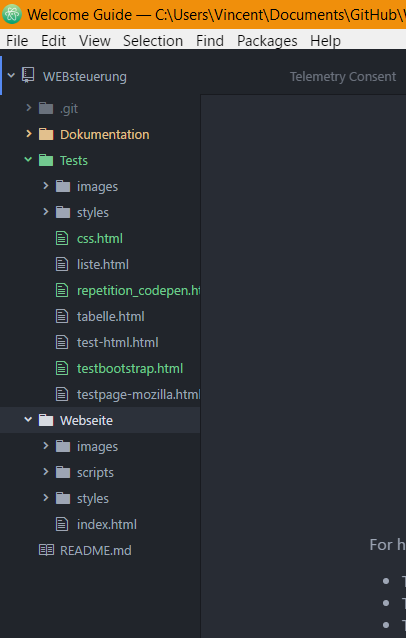 Welcome Guide — C:\Users\Vincent\Documents\GitHub\
File Edit View Selection Find Packages Help
WEBsteuerung
Telemetry Consent
.git
Dokumentation
Tests
images
styles
css.html
liste.html
repetition_codepen.ht
tabelle.html
test-html.html
testbootstrap.html
testpage-mozilla.html
Webseite
images
scripts
styles
index.html
README.md
For h